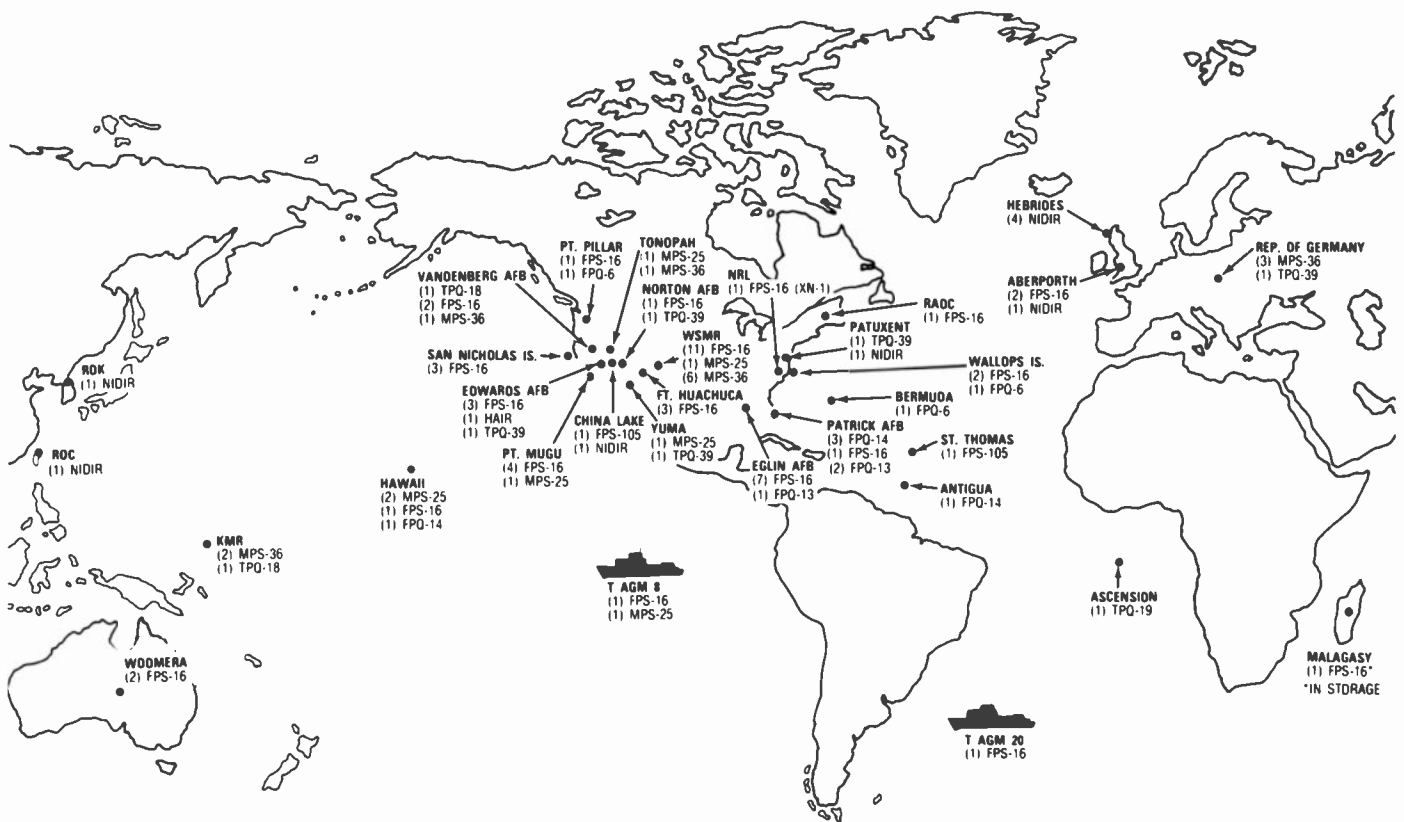 HEBRIDES
(4) NIDIR
REP. OF GERMANY
(3) MPS-36
(1) TPQ-39
ABERPORTH
(2) FPS-16
(1) NIDIR
PT. PILLAR
(1) FPS-16
(1) FPQ-6
TONOPAH
(1) MPS-25
(1) MPS-36
VANDENBERG AFB
(1) TPQ-18
(2) FPS-16
(1) MPS-36
NORTON AFB
(1) FPS-16
(1) TPQ-39
NRL
(1) FPS-16 (XN-1)
RADC
(1) FPS-16
PATUXENT
(1) TPQ-39
(1) NIDIR
WSMR
(11) FPS-16
(1) MPS-25
(6) MPS-36
SAN NICHOLAS IS.
(3) FPS-16
WALLOPS IS.
(2) FPS-16
(1) FPQ-6
ROK
(1) NIDIR
EDWARDS AFB
(3) FPS-16
(1) HAIR
(1) TPQ-39
FT. HUACHUCA
(3) FPS-16
BERMUDA
(1) FPQ-6
CHINA LAKE
(1) FPS-105
(1) NIDIR
YUMA
(1) MPS-25
(1) TPQ-39
PATRICK AFB
(3) FPQ-14
(1) FPS-16
(2) FPQ-13
ST. THOMAS
(1) FPS-105
ROC
(1) NIDIR
PT. MUGU
(4) FPS-16
(1) MPS-25
EGLIN AFB
(7) FPS-16
(1) FPQ-13
HAWAII
(2) MPS-25
(1) FPS-16
(1) FPQ-14
ANTIGUA
(1) FPQ-14
KMR
(2) MPS-36
(1) TPQ-18
T AGM 8
(1) FPS-16
(1) MPS-25
ASCENSION
(1) TPQ-19
WOOMERA
(2) FPS-16
MALAGASY
(1) FPS-16*
*IN STORAGE
T AGM 20
(1) FPS-16